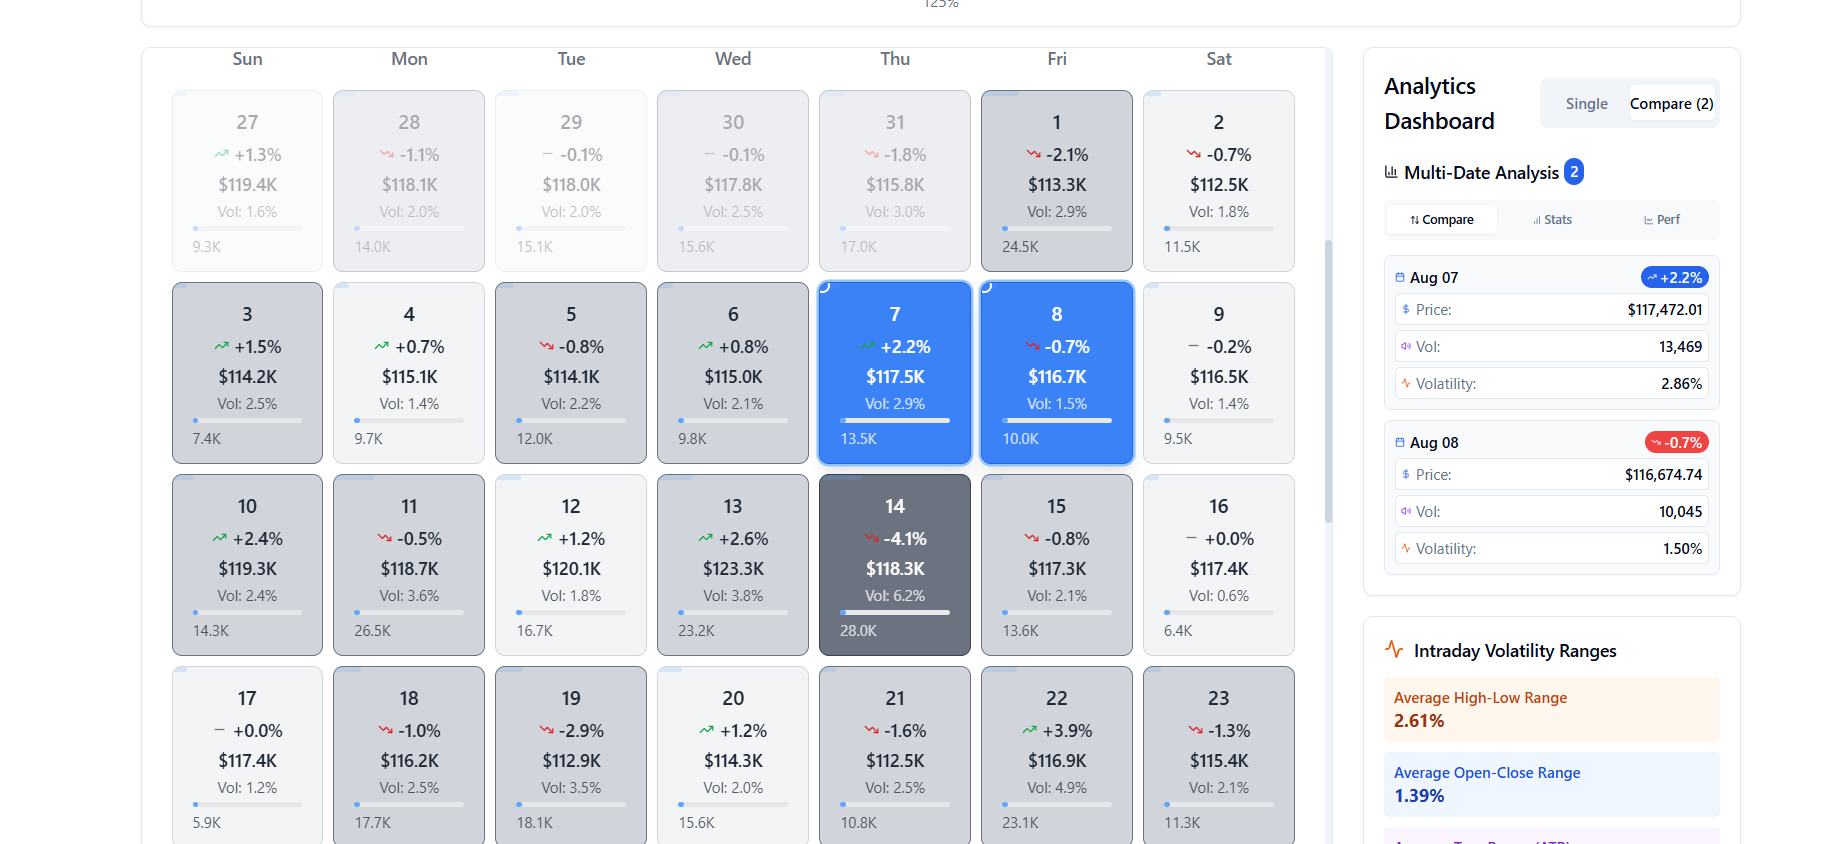 125%
Sun Mon Tue Wed Thu Fri Sat
27 28 29 30 31 1 2
+1.3% -1.1% -0.1% -0.1% -1.8% -2.1% -0.7%
$119.4K $118.1K $118.0K $117.8K $115.8K $113.3K $112.5K
Vol: 1.6% Vol: 2.0% Vol: 2.0% Vol: 2.5% Vol: 3.0% Vol: 2.9% Vol: 1.8%
9.3K 14.0K 15.1K 15.6K 17.0K 24.5K 11.5K
3 4 5 6 7 8 9
+1.5% +0.7% -0.8% +0.8% +2.2% -0.7% -0.2%
$114.2K $115.1K $114.1K $115.0K $117.5K $116.7K $116.5K
Vol: 2.5% Vol: 1.4% Vol: 2.2% Vol: 2.1% Vol: 2.9% Vol: 1.5% Vol: 1.4%
7.4K 9.7K 12.0K 9.8K 13.5K 10.0K 9.5K
10 11 12 13 14 15 16
+2.4% -0.5% +1.2% +2.6% -4.1% -0.8% +0.0%
$119.3K $118.7K $120.1K $123.3K $118.3K $117.3K $117.4K
Vol: 2.4% Vol: 3.6% Vol: 1.8% Vol: 3.8% Vol: 6.2% Vol: 2.1% Vol: 0.6%
14.3K 26.5K 16.7K 23.2K 28.0K 13.6K 6.4K
17 18 19 20 21 22 23
+0.0% -1.0% -2.9% +1.2% -1.6% +3.9% -1.3%
$117.4K $116.2K $112.9K $114.3K $112.5K $116.9K $115.4K
Vol: 1.2% Vol: 2.5% Vol: 3.5% Vol: 2.0% Vol: 2.5% Vol: 4.9% Vol: 2.1%
5.9K 17.7K 18.1K 15.6K 10.8K 23.1K 11.3K
Analytics
Dashboard
Single Compare (2)
Multi-Date Analysis 2
Compare Stats Perf
Aug 07 +2.2%
Price: $117,472.01
Vol: 13,469
Volatility: 2.86%
Aug 08 -0.7%
Price: $116,674.74
Vol: 10,045
Volatility: 1.50%
Intraday Volatility Ranges
Average High-Low Range
2.61%
Average Open-Close Range
1.39%